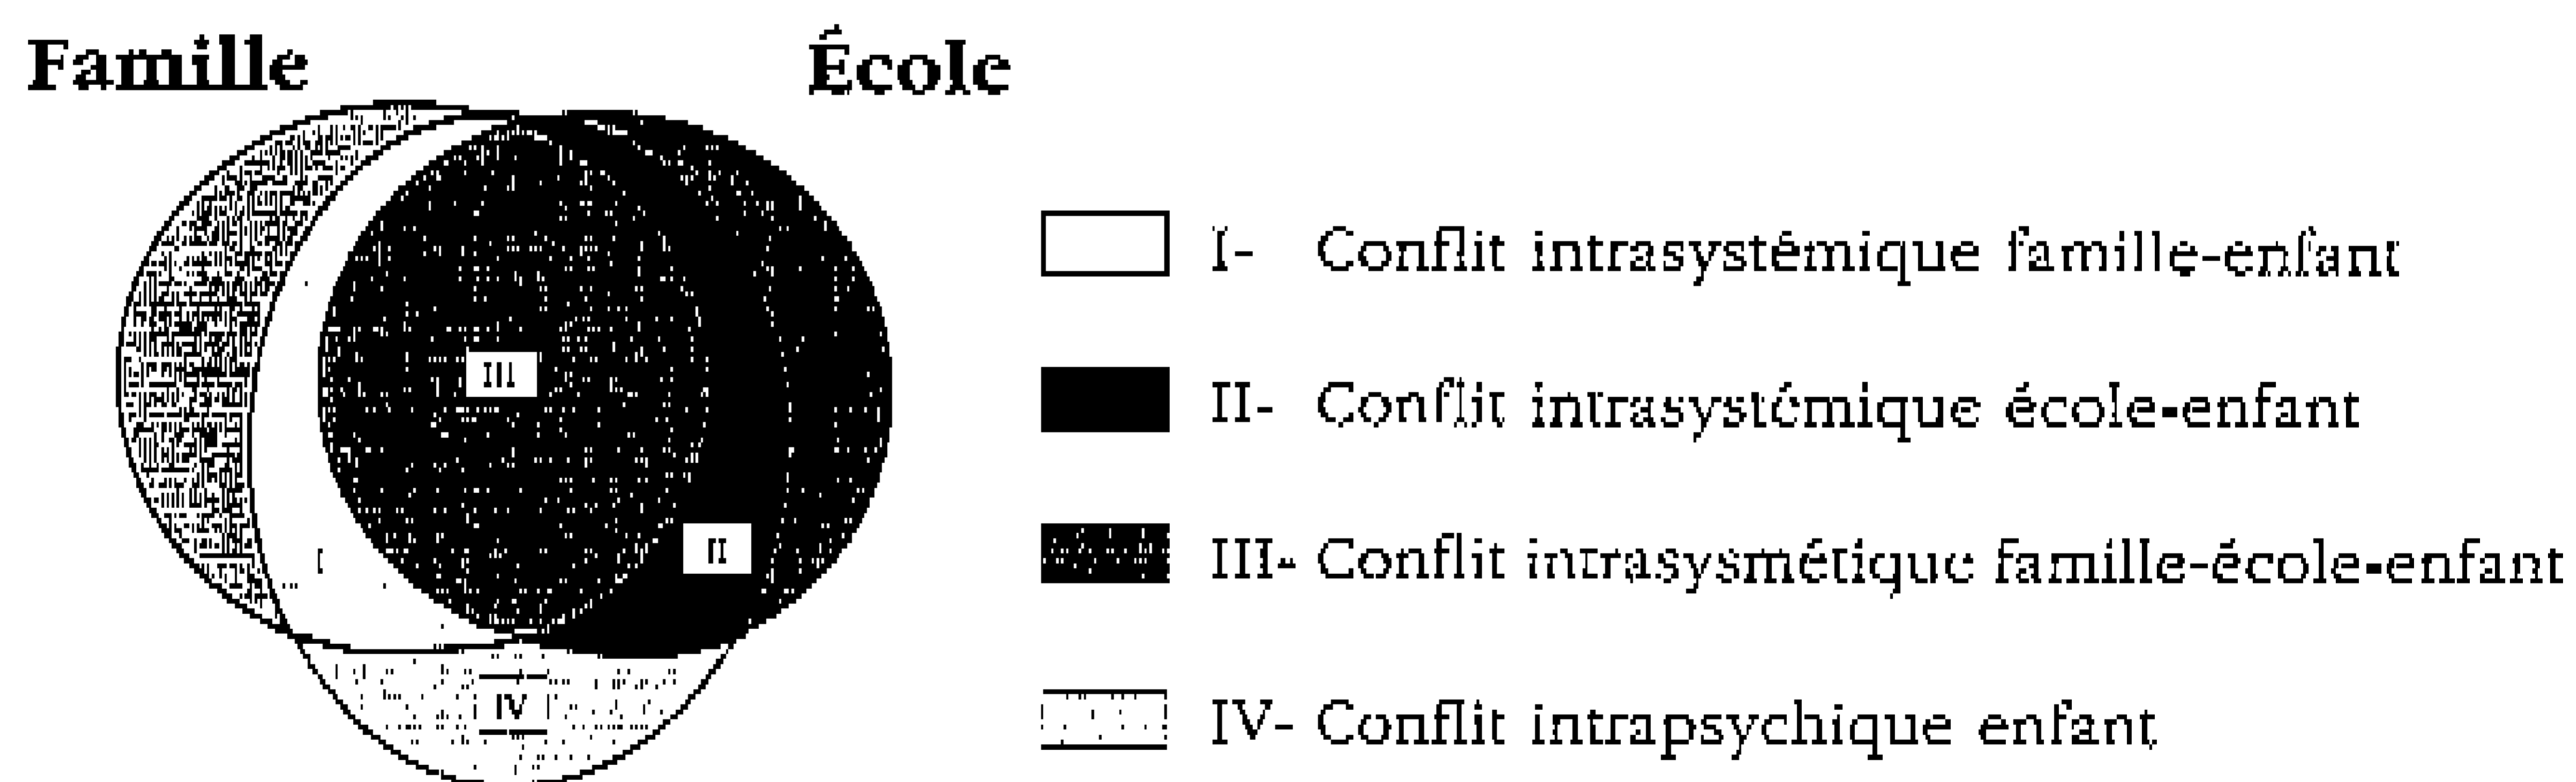 Famille
École
III
II
I
IV
I- Conflit intrasystémique famille-enfant
II- Conflit intrasystémique école-enfant
III- Conflit intrasysmétique famille-école-enfant
IV- Conflit intrapsychique enfant